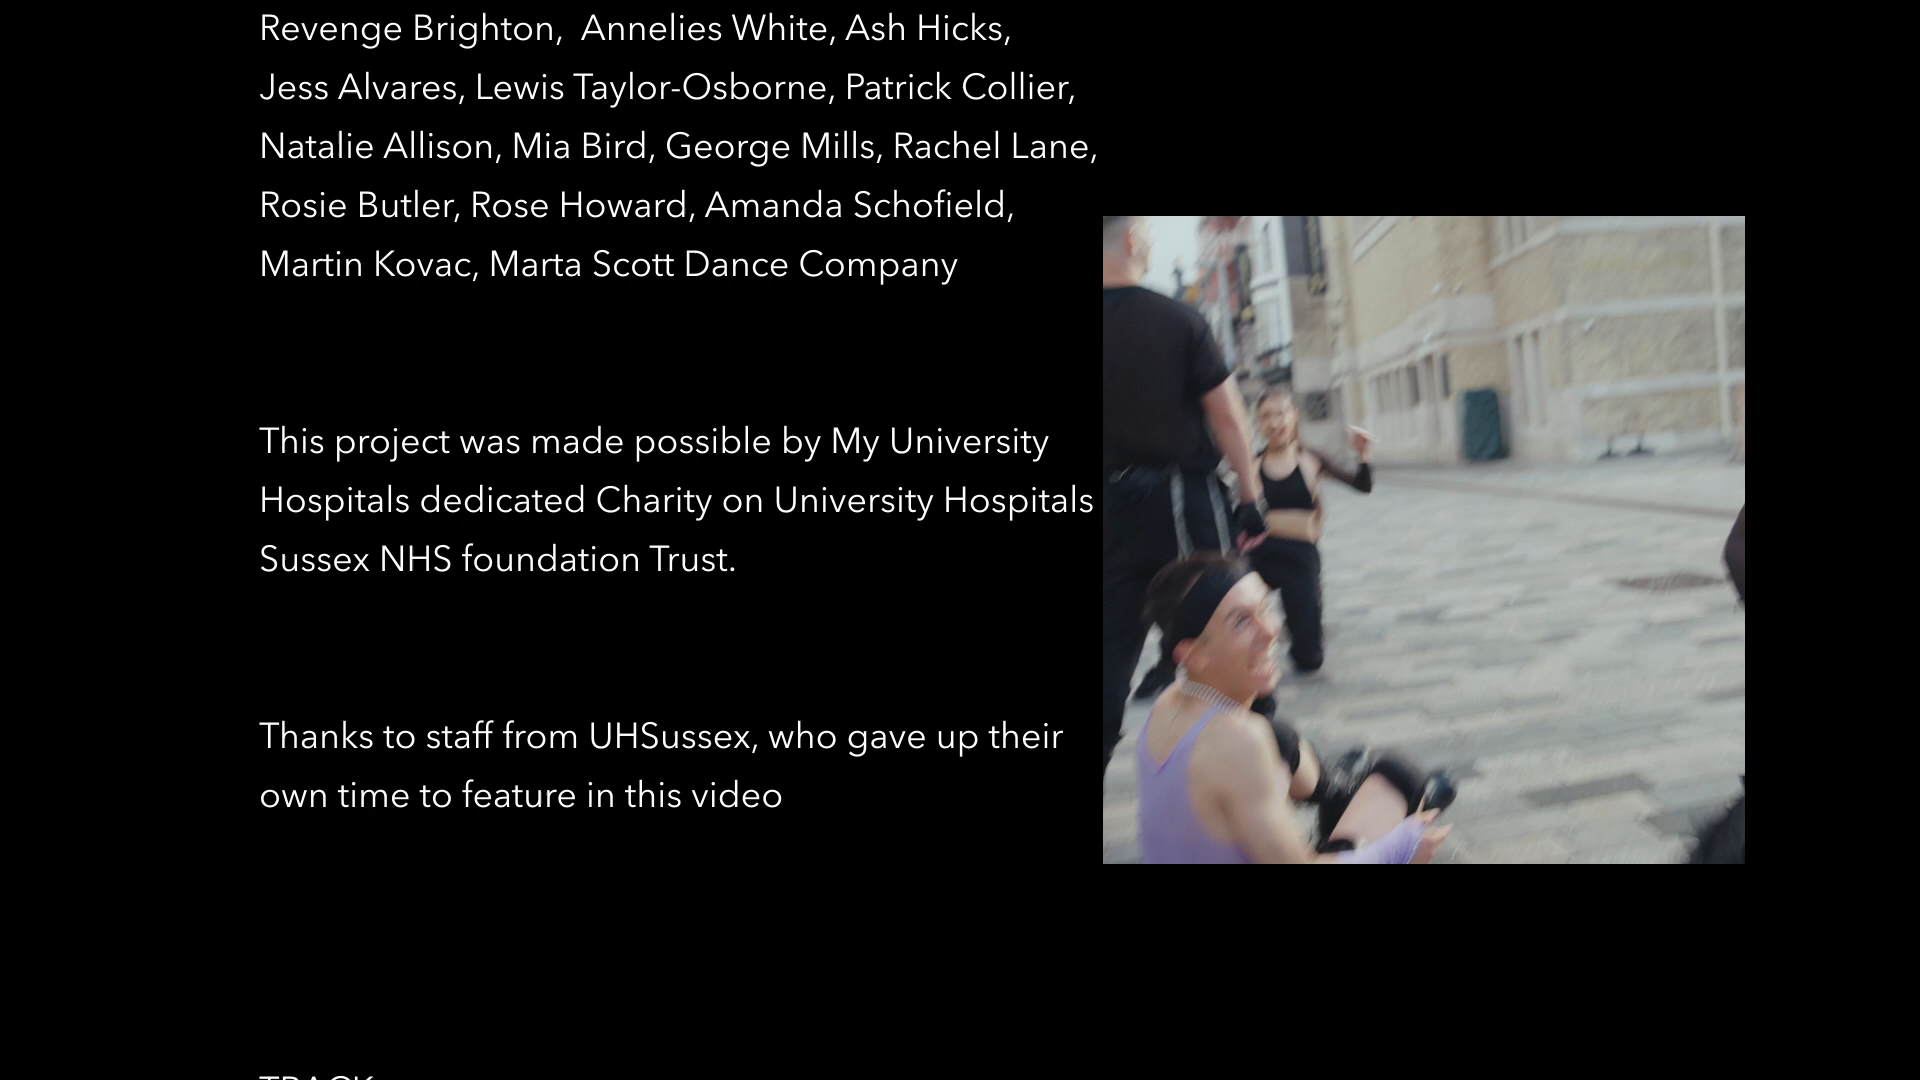 Revenge Brighton,  Annelies White, Ash Hicks,
Jess Alvares, Lewis Taylor-Osborne, Patrick Collier,
Natalie Allison, Mia Bird, George Mills, Rachel Lane,
Rosie Butler, Rose Howard, Amanda Schofield,
Martin Kovac, Marta Scott Dance Company
This project was made possible by My University
Hospitals dedicated Charity on University Hospitals
Sussex NHS foundation Trust.
Thanks to staff from UHSussex, who gave up their
own time to feature in this video
TRACK